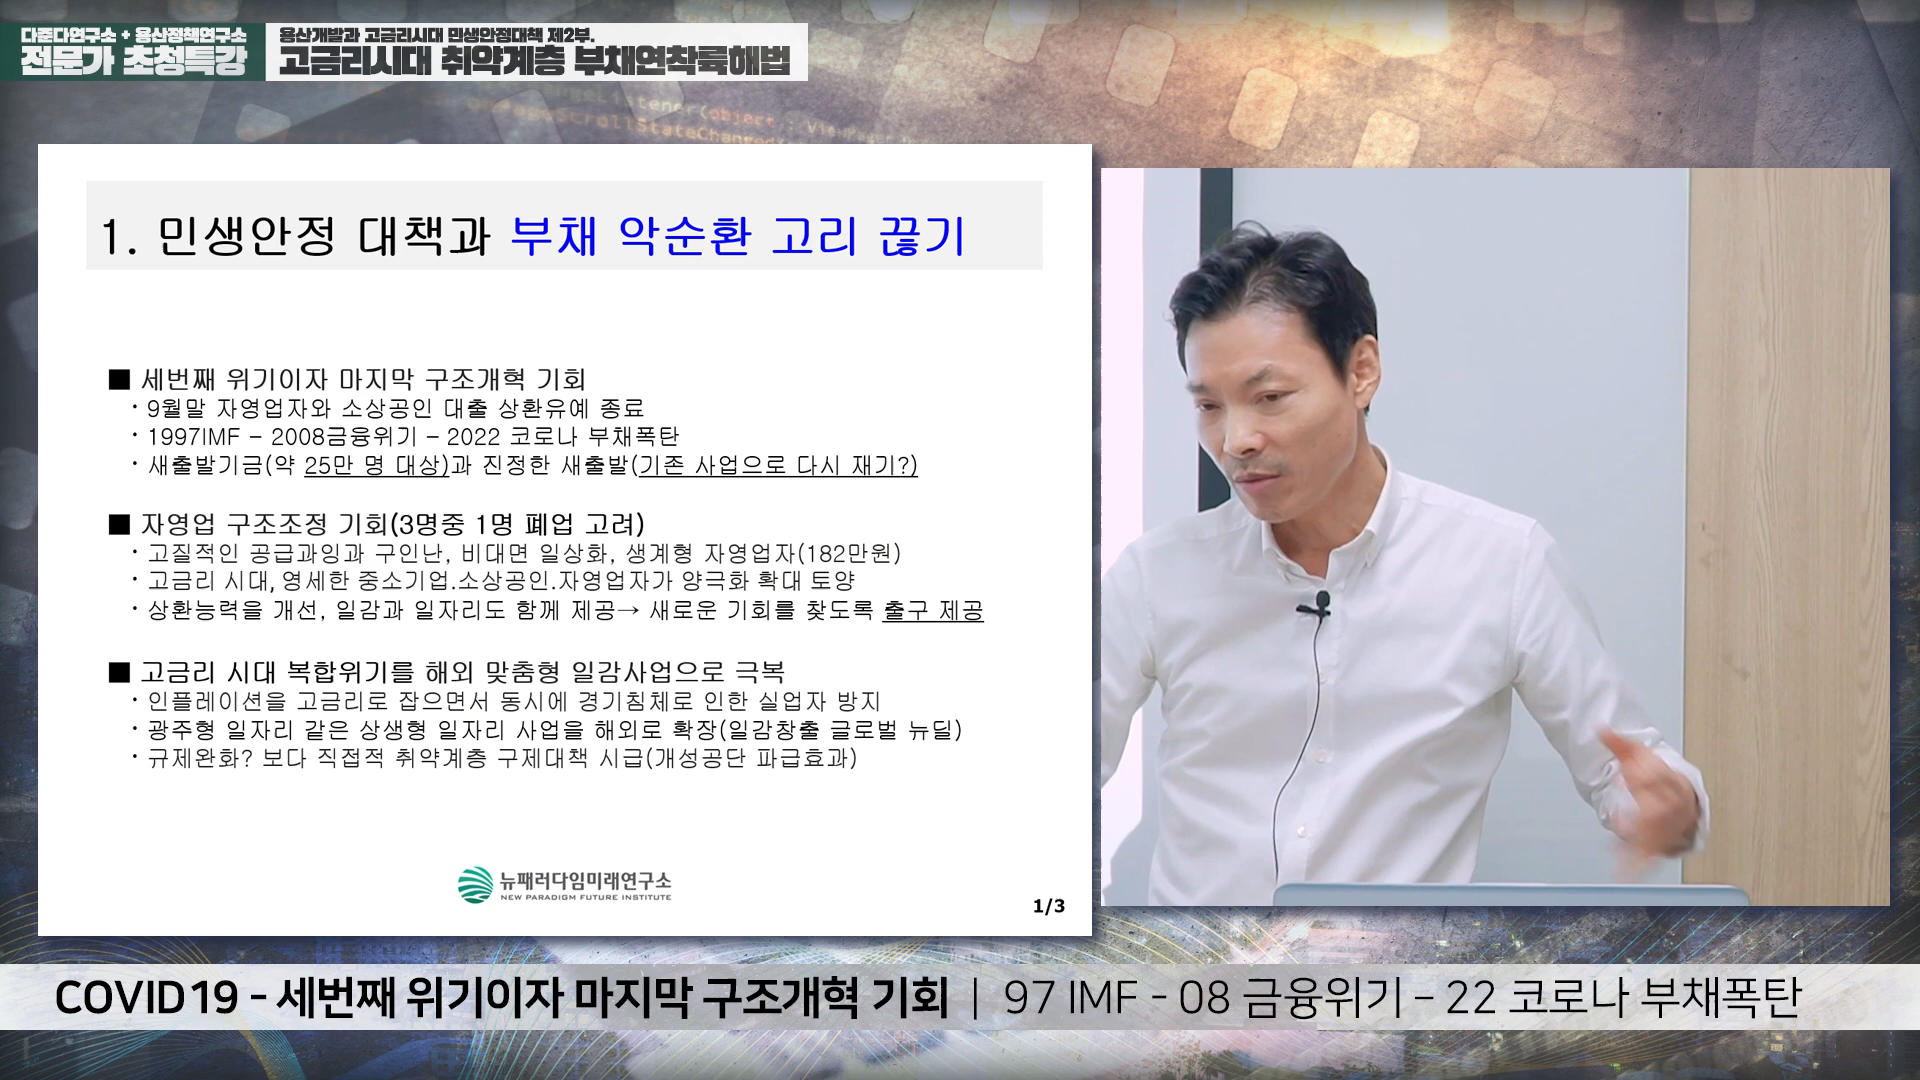 다준다연구소 + 용산정책연구소
전문가 초청특강
용산개발과 고금리시대 민생안정대책 제2부.
고금리시대 취약계층 부채연착륙해법
1. 민생안정 대책과 부채 악순환 고리 끊기
■ 세번째 위기이자 마지막 구조개혁 기회
· 9월말 자영업자와 소상공인 대출 상환유예 종료
· 1997IMF – 2008금융위기 – 2022 코로나 부채폭탄
· 새출발기금(약 25만 명 대상)과 진정한 새출발(기존 사업으로 다시 재기?)
■ 자영업 구조조정 기회(3명중 1명 폐업 고려)
· 고질적인 공급과잉과 구인난, 비대면 일상화, 생계형 자영업자(182만원)
· 고금리 시대, 영세한 중소기업.소상공인.자영업자가 양극화 확대 토양
· 상환능력을 개선, 일감과 일자리도 함께 제공→ 새로운 기회를 찾도록 출구 제공
■ 고금리 시대 복합위기를 해외 맞춤형 일감사업으로 극복
· 인플레이션을 고금리로 잡으면서 동시에 경기침체로 인한 실업자 방지
· 광주형 일자리 같은 상생형 일자리 사업을 해외로 확장(일감창출 글로벌 뉴딜)
· 규제완화? 보다 직접적 취약계층 구제대책 시급(개성공단 파급효과)
뉴패러다임미래연구소
NEW PARADIGM FUTURE INSTITUTE
1/3
COVID19 - 세번째 위기이자 마지막 구조개혁 기회 | 97 IMF - 08 금융위기 – 22 코로나 부채폭탄